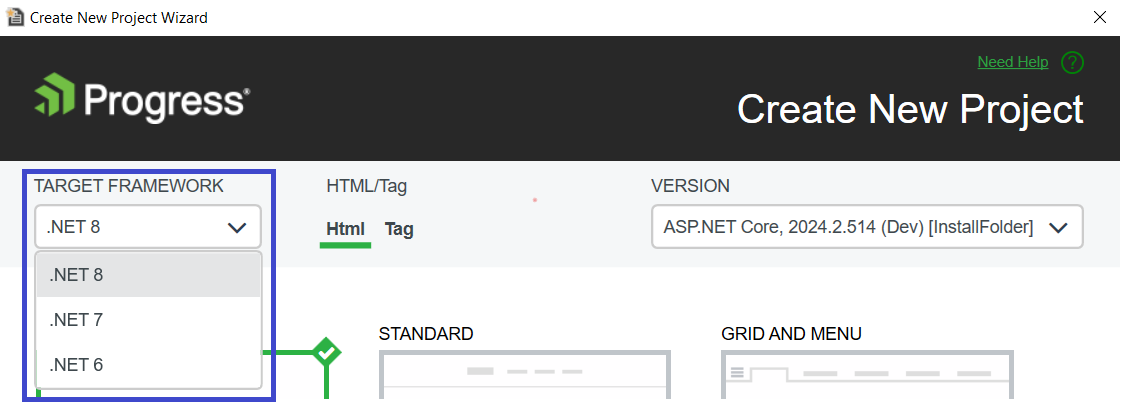 Create New Project Wizard
Need Help ?
Progress®
Create New Project
TARGET FRAMEWORK
HTML/Tag
VERSION
.NET 8
Html Tag
ASP.NET Core, 2024.2.514 (Dev) [InstallFolder]
.NET 8
.NET 7
.NET 6
STANDARD
GRID AND MENU